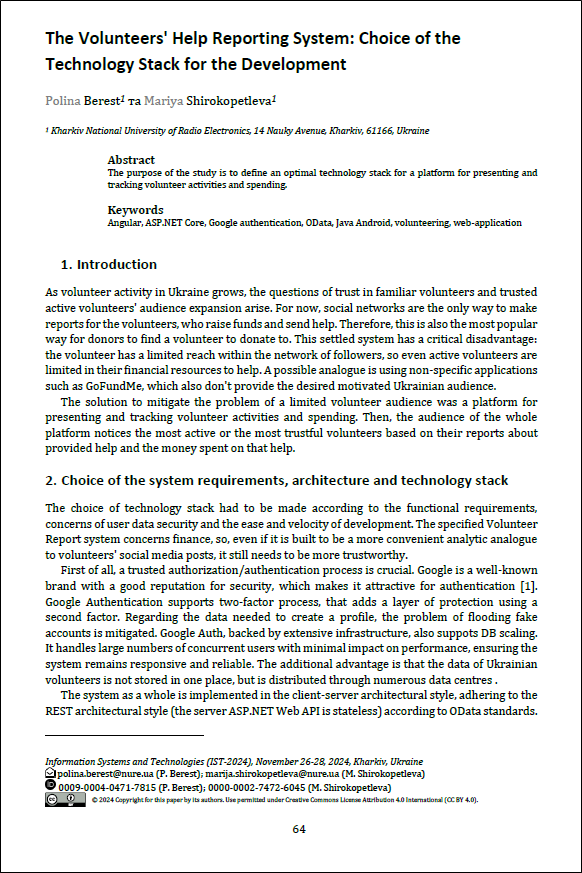 The Volunteers' Help Reporting System: Choice of the
Technology Stack for the Development
Polina Berest¹ та Mariya Shirokopetleva¹
¹ Kharkiv National University of Radio Electronics, 14 Nauky Avenue, Kharkiv, 61166, Ukraine
Abstract
The purpose of the study is to define an optimal technology stack for a platform for presenting and
tracking volunteer activities and spending.
Keywords
Angular, ASP.NET Core, Google authentication, OData, Java Android, volunteering, web-application
1. Introduction
As volunteer activity in Ukraine grows, the questions of trust in familiar volunteers and trusted
active volunteers' audience expansion arise. For now, social networks are the only way to make
reports for the volunteers, who raise funds and send help. Therefore, this is also the most popular
way for donors to find a volunteer to donate to. This settled system has a critical disadvantage:
the volunteer has a limited reach within the network of followers, so even active volunteers are
limited in their financial resources to help. A possible analogue is using non-specific applications
such as GoFundMe, which also don't provide the desired motivated Ukrainian audience.
The solution to mitigate the problem of a limited volunteer audience was a platform for
presenting and tracking volunteer activities and spending. Then, the audience of the whole
platform notices the most active or the most trustful volunteers based on their reports about
provided help and the money spent on that help.
2. Choice of the system requirements, architecture and technology stack
The choice of technology stack had to be made according to the functional requirements,
concerns of user data security and the ease and velocity of development. The specified Volunteer
Report system concerns finance, so, even if it is built to be a more convenient analytic analogue
to volunteers' social media posts, it still needs to be more trustworthy.
First of all, a trusted authorization/authentication process is crucial. Google is a well-known
brand with a good reputation for security, which makes it attractive for authentication [1].
Google Authentication supports two-factor process, that adds a layer of protection using a
second factor. Regarding the data needed to create a profile, the problem of flooding fake
accounts is mitigated. Google Auth, backed by extensive infrastructure, also suppots DB scaling.
It handles large numbers of concurrent users with minimal impact on performance, ensuring the
system remains responsive and reliable. The additional advantage is that the data of Ukrainian
volunteers is not stored in one place, but is distributed through numerous data centres .
The system as a whole is implemented in the client-server architectural style, adhering to the
REST architectural style (the server ASP.NET Web API is stateless) according to OData standards.
Information Systems and Technologies (IST-2024), November 26-28, 2024, Kharkiv, Ukraine
polina.berest@nure.ua (P. Berest); marija.shirokopetleva@nure.ua (M. Shirokopetleva)
0009-0004-0471-7815 (P. Berest); 0000-0002-7472-6045 (M. Shirokopetleva)
© 2024 Copyright for this paper by its authors. Use permitted under Creative Commons License Attribution 4.0 International (CC BY 4.0).
64